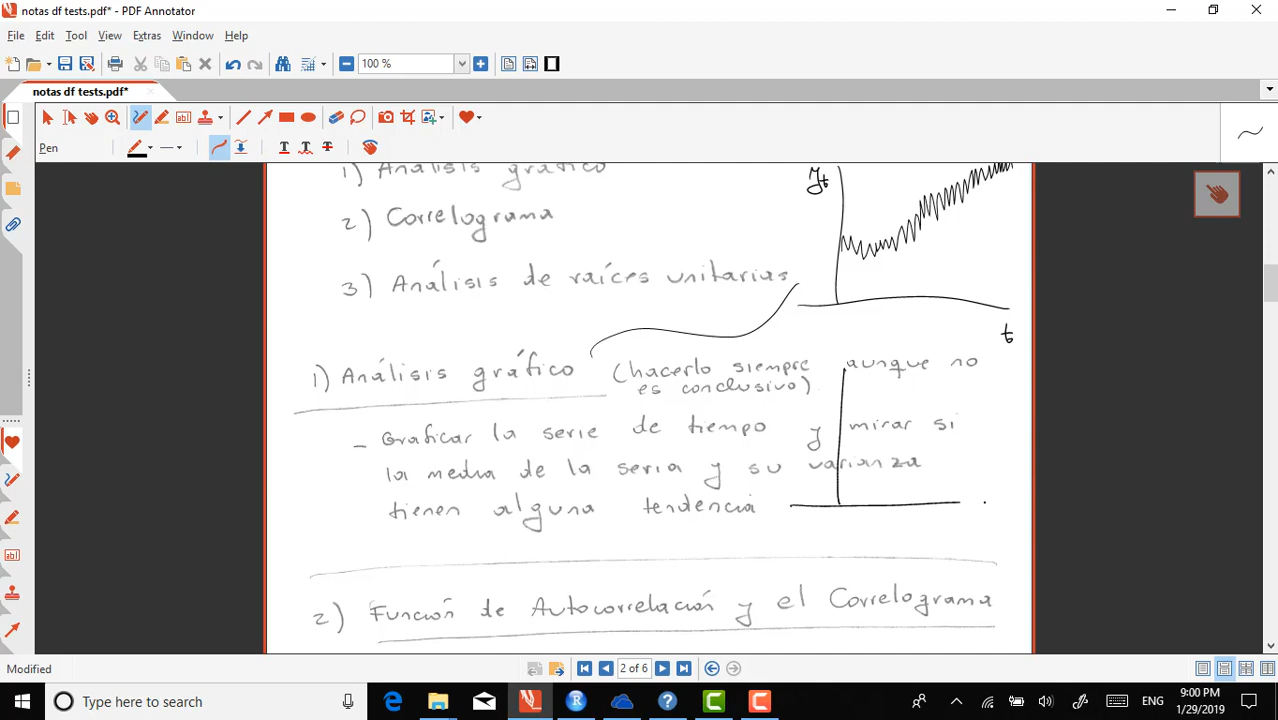 notas df tests.pdf* - PDF Annotator
File Edit Tool View Extras Window Help
100 %
notas df tests.pdf*
Pen
1) Análisis gráfico
2) Correlograma
3) Análisis de raíces unitarias
yt
t
1) Análisis gráfico (hacerlo siempre aunque no
es conclusivo).
- Graficar la serie de tiempo y mirar si
la media de la seria y su varianza
tienen alguna tendencia
2) Función de Autocorrelación y el Correlograma
Modified
2 of 6
Type here to search
ENG
9:00 PM
1/29/2019